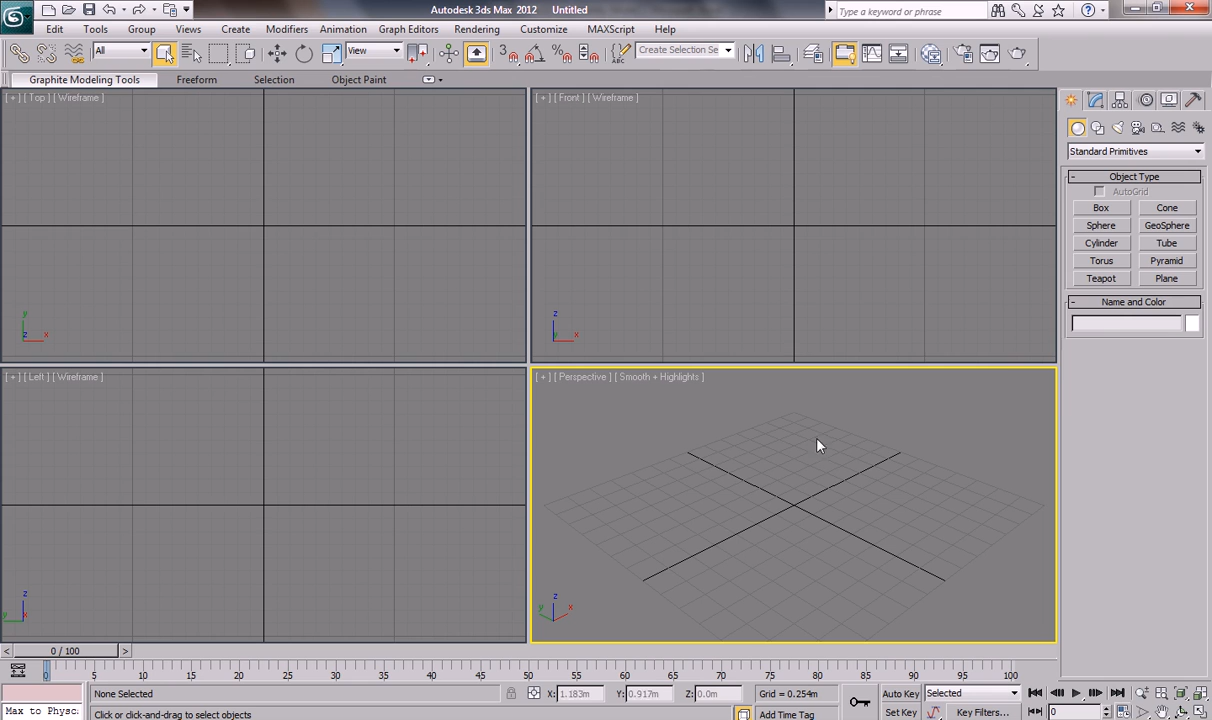 Autodesk 3ds Max 2012    Untitled
Type a keyword or phrase
Edit Tools Group Views Create Modifiers Animation Graph Editors Rendering Customize MAXScript Help
All View 3 Create Selection Se
Graphite Modeling Tools Freeform Selection Object Paint
[ + ] [ Top ] [ Wireframe ]
[ + ] [ Front ] [ Wireframe ]
Standard Primitives
- Object Type
AutoGrid
Box Cone
Sphere GeoSphere
Cylinder Tube
Torus Pyramid
Teapot Plane
- Name and Color
y
z x
z
y x
[ + ] [ Left ] [ Wireframe ]
[ + ] [ Perspective ] [ Smooth + Highlights ]
z
y x
z
y x
< 0 / 100 >
0 5 10 15 20 25 30 35 40 45 50 55 60 65 70 75 80 85 90 95 100
None Selected X: 1.183m Y: 0.917m Z: 0.0m Grid = 0.254m Auto Key Selected
Max to Physc Click or click-and-drag to select objects Add Time Tag Set Key Key Filters... 0